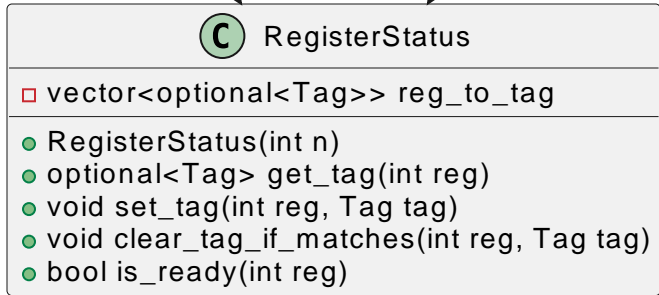 C RegisterStatus
vector<optional<Tag>> reg_to_tag
RegisterStatus(int n)
optional<Tag> get_tag(int reg)
void set_tag(int reg, Tag tag)
void clear_tag_if_matches(int reg, Tag tag)
bool is_ready(int reg)